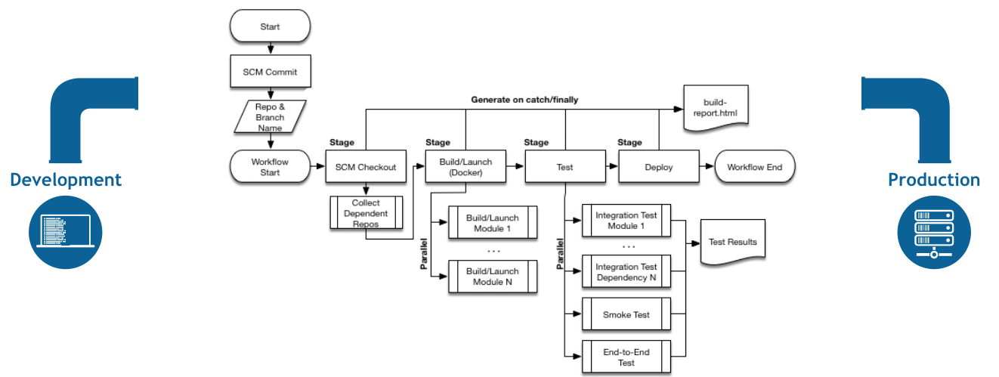 Start
SCM Commit
Repo &
Branch
Name
Generate on catch/finally
build-
report.html
Stage
Stage
Stage
Stage
Workflow
Start
SCM Checkout
Build/Launch
(Docker)
Test
Deploy
Workflow End
Development
Production
Collect
Dependent
Repos
Parallel
Build/Launch
Module 1
...
Build/Launch
Module N
Parallel
Integration Test
Module 1
...
Integration Test
Dependency N
Smoke Test
End-to-End
Test
Test Results